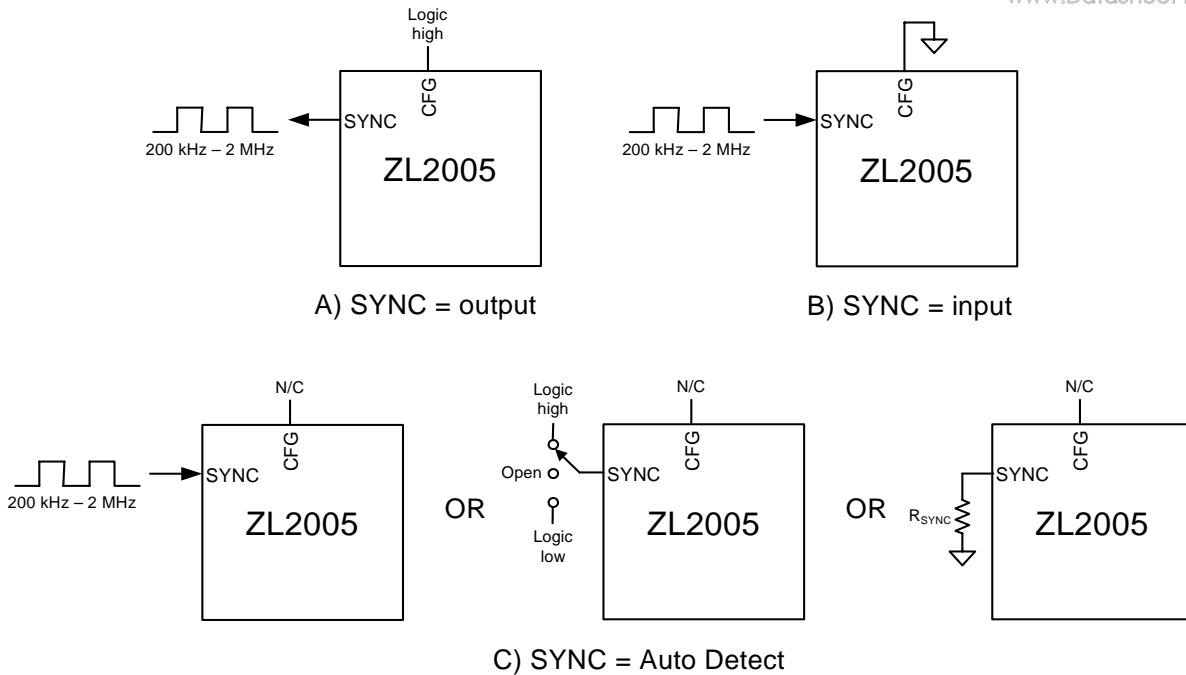 Logic
high
CFG
SYNC
200 kHz – 2 MHz
ZL2005
A) SYNC = output
CFG
SYNC
200 kHz – 2 MHz
ZL2005
B) SYNC = input
N/C
CFG
SYNC
200 kHz – 2 MHz
ZL2005
OR
Logic
high
Open
Logic
low
N/C
CFG
SYNC
ZL2005
OR
RSYNC
N/C
CFG
SYNC
ZL2005
C) SYNC = Auto Detect